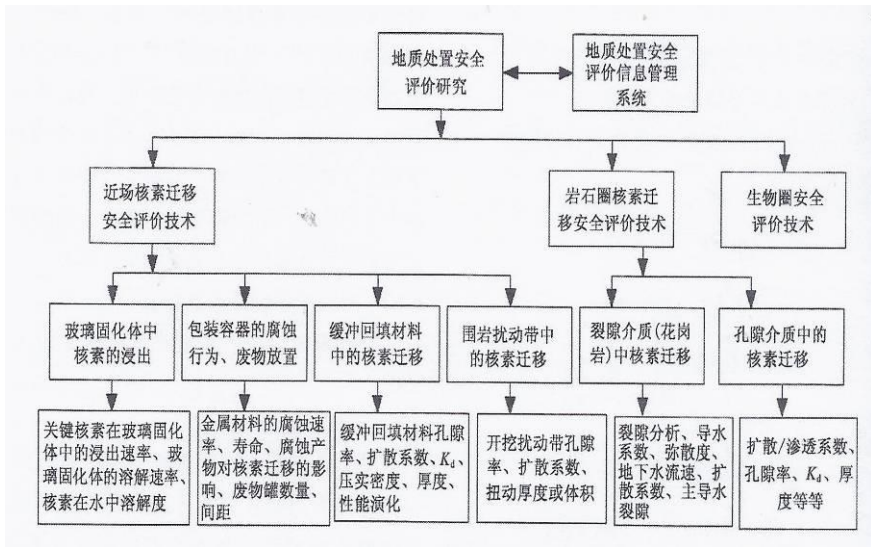 地质处置安全
评价研究
地质处置安全
评价信息管理
系统
近场核素迁移
安全评价技术
岩石圈核素迁
移安全评价技术
生物圈安全
评价技术
玻璃固化体中
核素的浸出
包装容器的腐蚀
行为、废物放置
缓冲回填材料
中的核素迁移
围岩扰动带中
的核素迁移
裂隙介质(花岗
岩)中核素迁移
孔隙介质中的
核素迁移
关键核素在玻璃固化
体中的浸出速率、玻
璃固化体的溶解速率、
核素在水中溶解度
金属材料的腐蚀速
率、寿命、腐蚀产
物对核素迁移的影
响、废物罐数量、
间距
缓冲回填材料孔隙
率、扩散系数、Kd、
压实密度、厚度、
性能演化
开挖扰动带孔隙
率、扩散系数、
扭动厚度或体积
裂隙分析、导水
系数、弥散度、
地下水流速、扩
散系数、主导水
裂隙
扩散/渗透系数、
孔隙率、Kd、厚
度等等